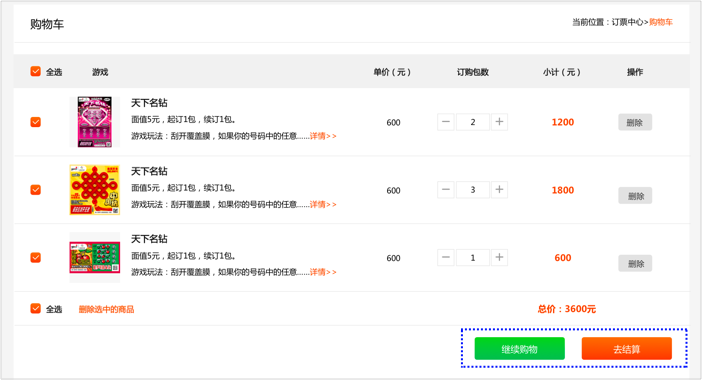 购物车
当前位置：订票中心>购物车
全选 游戏 单价（元） 订购包数 小计（元） 操作
天下名钻
面值5元，起订1包，续订1包。
游戏玩法：刮开覆盖膜，如果你的号码中的任意......详情>>
600 — 2 + 1200 删除
天下名钻
面值5元，起订1包，续订1包。
游戏玩法：刮开覆盖膜，如果你的号码中的任意......详情>>
600 — 3 + 1800 删除
天下名钻
面值5元，起订1包，续订1包。
游戏玩法：刮开覆盖膜，如果你的号码中的任意......详情>>
600 — 1 + 600 删除
全选 删除选中的商品 总价：3600元
继续购物 去结算